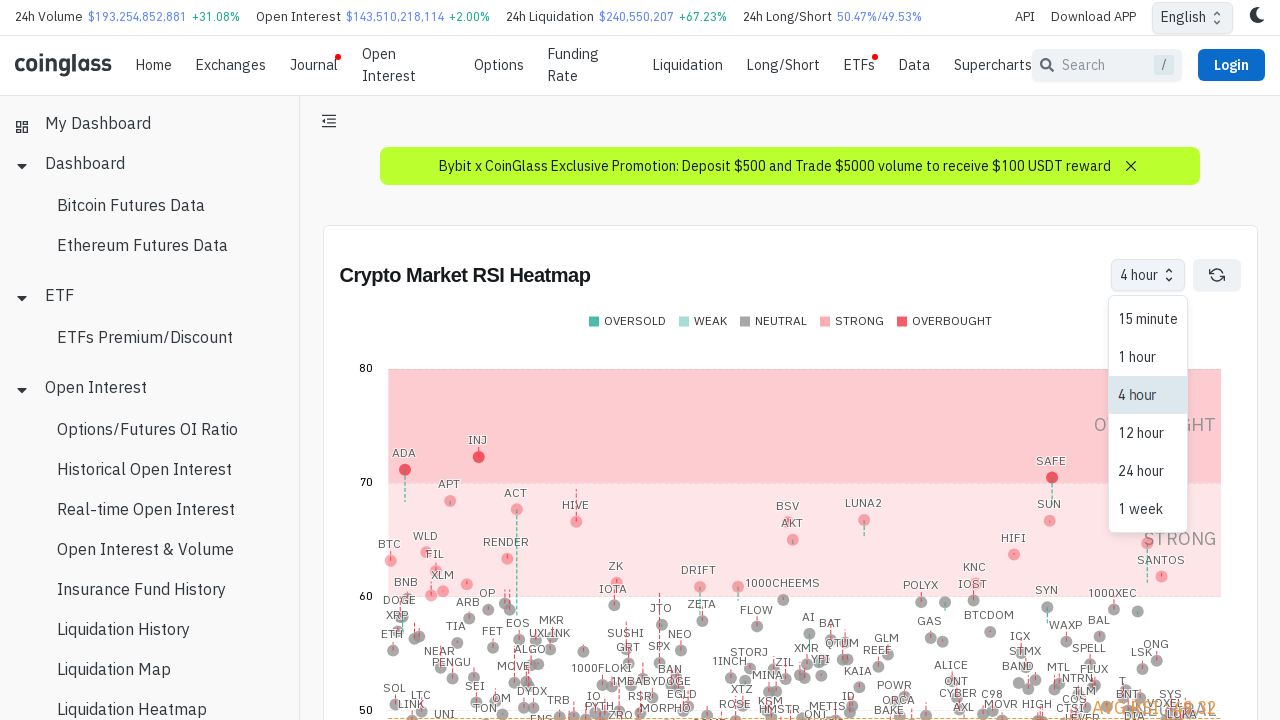 24h Volume $193,254,852,881 +31.08% Open Interest $143,510,218,114 +2.00% 24h Liquidation $240,550,207 +67.23% 24h Long/Short 50.47%/49.53% API Download APP English
coinglass Home Exchanges Journal Open Interest Options Funding Rate Liquidation Long/Short ETFs Data Supercharts Search / Login
My Dashboard
Dashboard
Bitcoin Futures Data
Ethereum Futures Data
ETF
ETFs Premium/Discount
Open Interest
Options/Futures OI Ratio
Historical Open Interest
Real-time Open Interest
Open Interest & Volume
Insurance Fund History
Liquidation History
Liquidation Map
Liquidation Heatmap
Bybit x CoinGlass Exclusive Promotion: Deposit $500 and Trade $5000 volume to receive $100 USDT reward
Crypto Market RSI Heatmap
4 hour
15 minute
1 hour
4 hour
12 hour
24 hour
1 week
OVERSOLD WEAK NEUTRAL STRONG OVERBOUGHT
80
INJ
ADA
SAFE
70
APT
ACT
HIVE
BSV
LUNA2
SUN
AKT
WLD
BTC
RENDER
HIFI
STRONG
FIL
SANTOS
ZK
DRIFT
KNC
XLM
BNB
IOTA
1000CHEEMS
POLYX
IOST
SYN
1000XEC
60
DOGE
ARB
OP
JTO
ZETA
FLOW
XRP
BTCDOM
TIA
EOS
MKR
AI
BAT
GAS
WAXP
BAL
ETH
FET
UXLINK
SUSHI
NEO
GLM
ICX
NEAR
ALGO
GRT
SPX
STORJ
XMR
QTUM
REEF
STMX
SPELL
ONG
LSK
PENGU
MOVE
1000FLOKI
BAN
1INCH
ZIL
YFI
KAIA
ALICE
BAND
MTL
FLUX
SOL
SEI
DYDX
1MBABYDOGE
MINA
POWR
ONT
NTRN
LTC
OM
TRB
IO
RSR
EGLD
XTZ
ID
ORCA
CYBER
C98
TLM
BNT
SYS
LINK
TON
PYTH
MORPHO
ROSE
KSM
METIS
BAKE
AXL
MOVR
HIGH
50
UNI
ENS